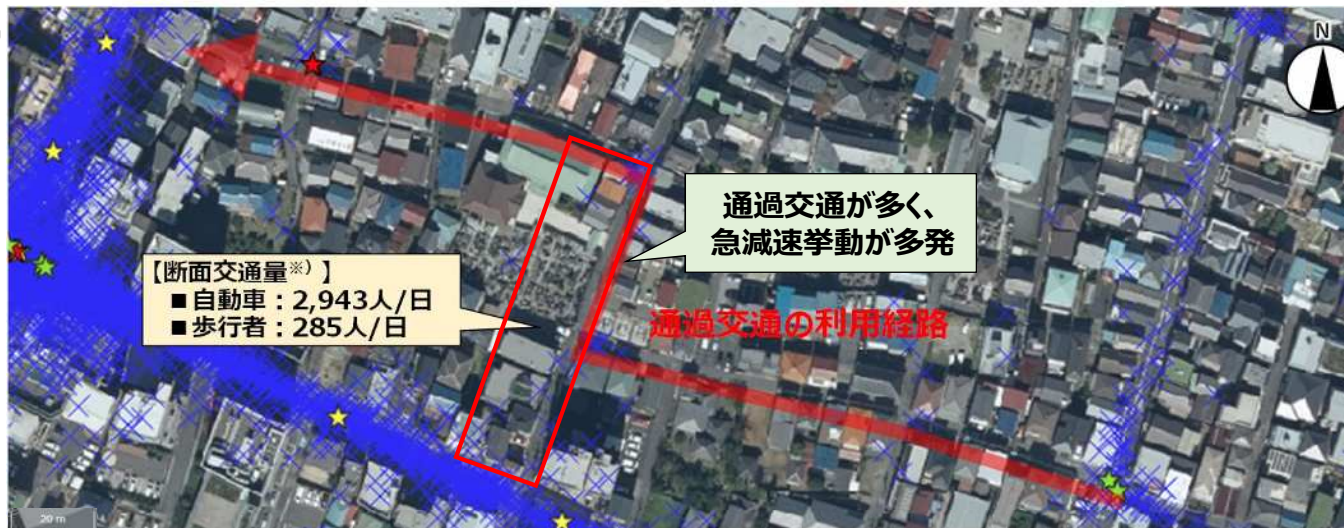 N
通過交通が多く、
急減速挙動が多発
【断面交通量※）】
■自動車：2,943人/日
■歩行者：285人/日
通過交通の利用経路
20 m